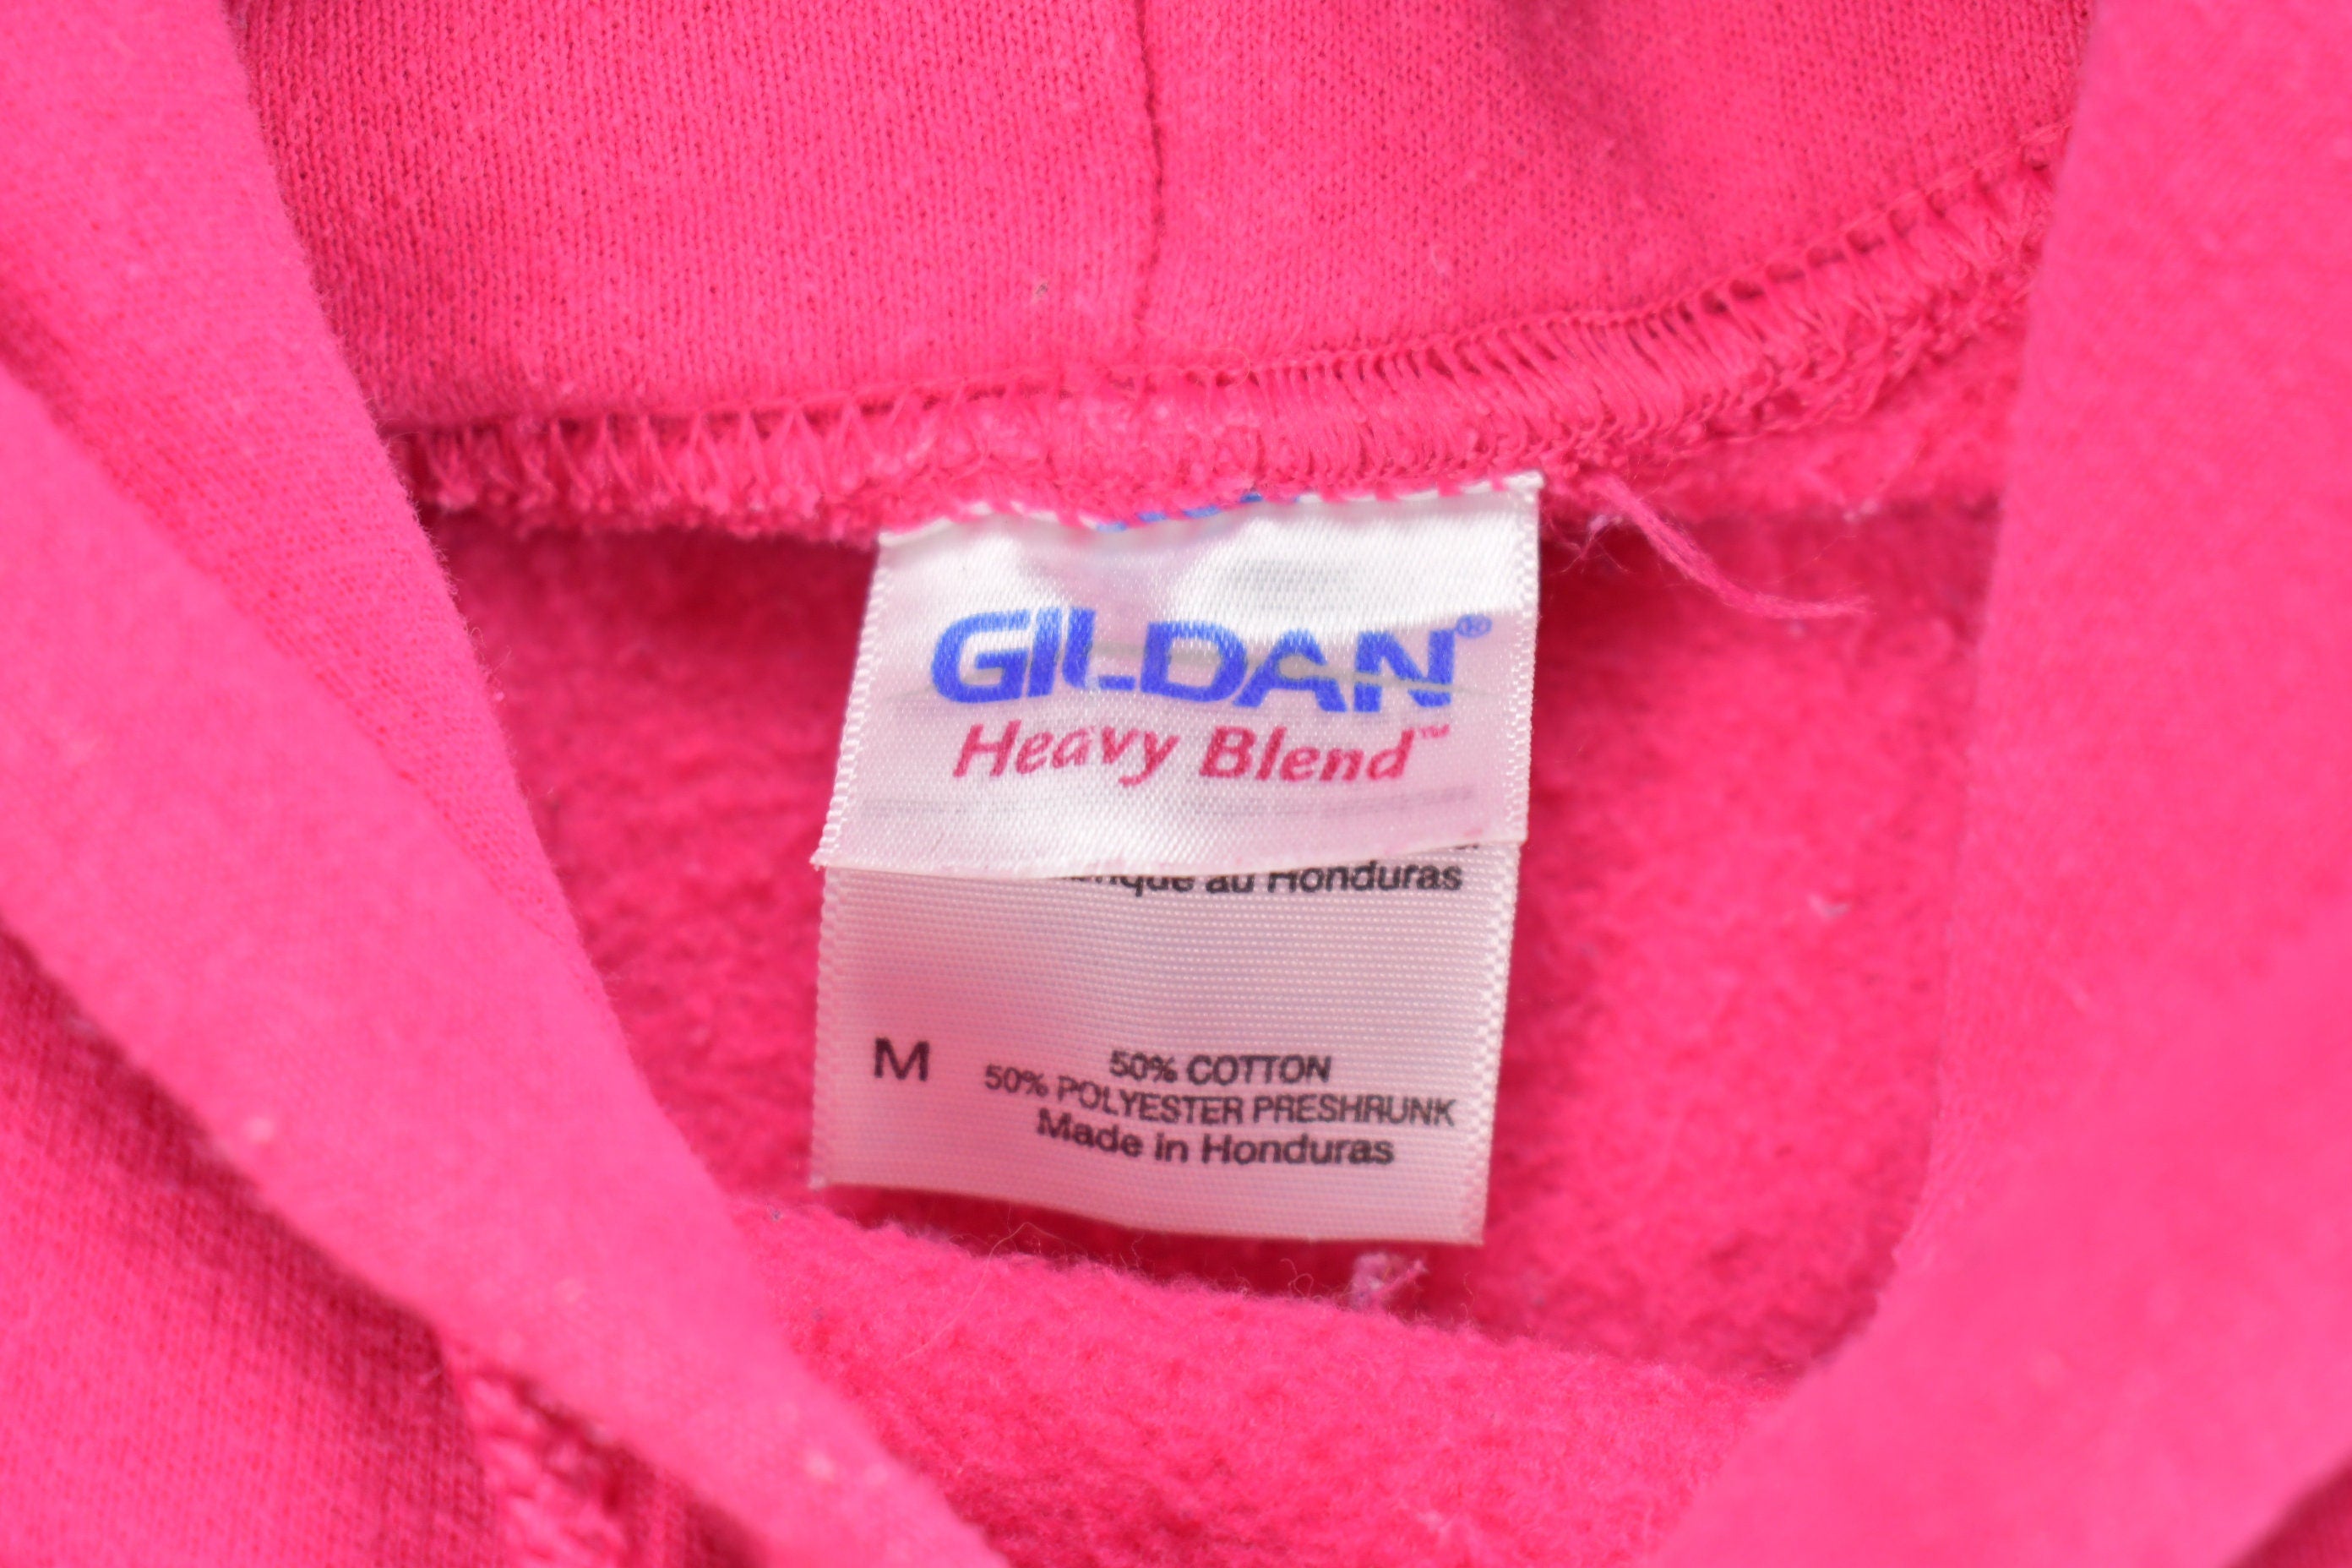 GILDAN®
Heavy Blend™
au Honduras
M
50% COTTON
50% POLYESTER PRESHRUNK
Made in Honduras